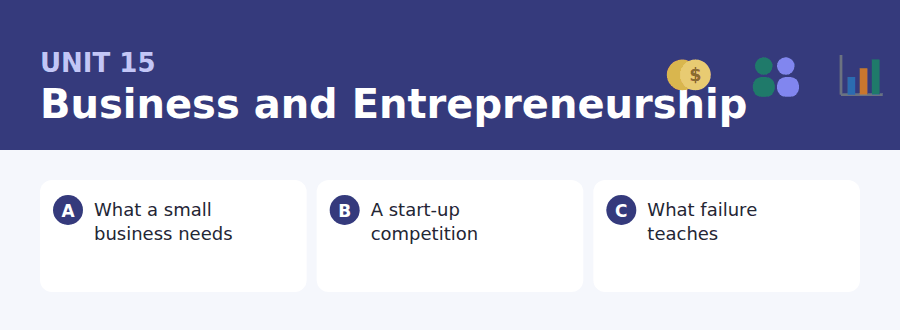 UNIT 15
Business and Entrepreneurship
$
A What a small
business needs
B A start-up
competition
C What failure
teaches